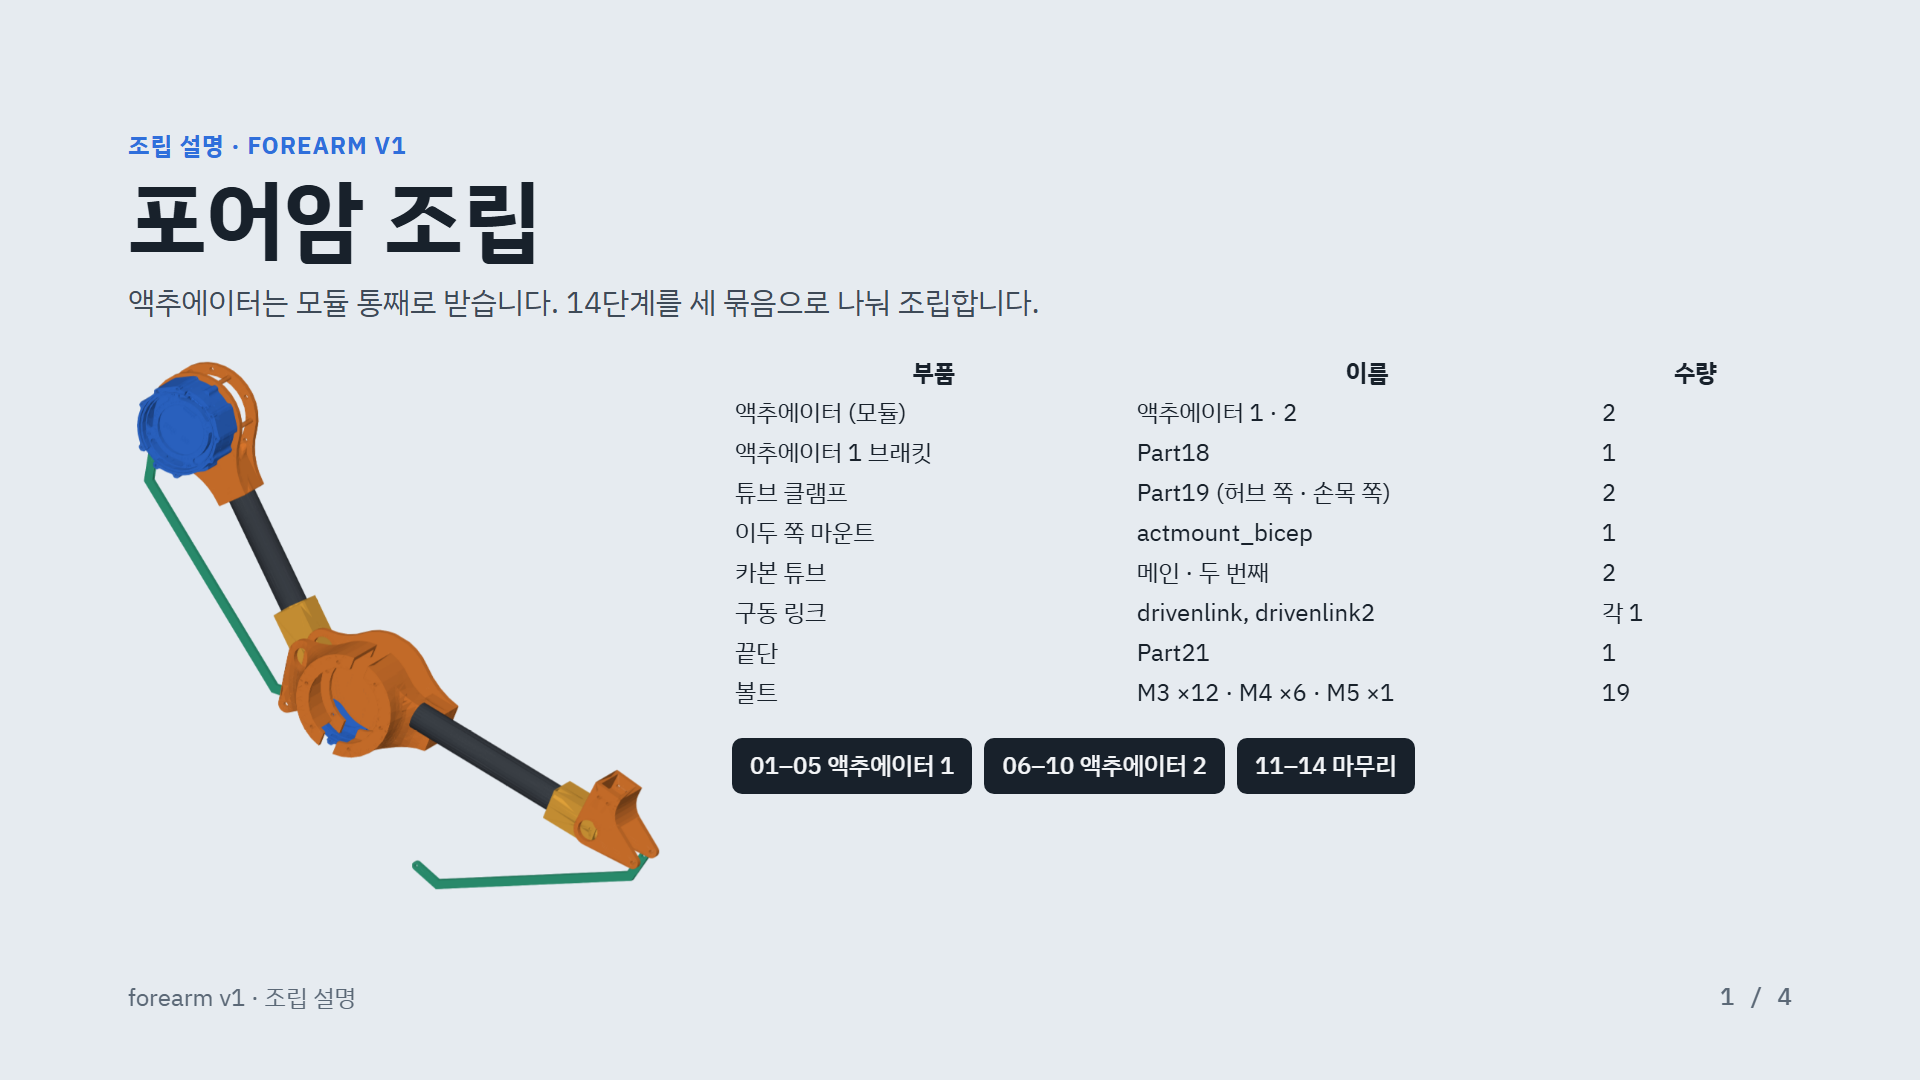 조립 설명 · FOREARM V1
포어암 조립
액추에이터는 모듈 통째로 받습니다. 14단계를 세 묶음으로 나눠 조립합니다.
부품 이름 수량
액추에이터 (모듈) 액추에이터 1 · 2 2
액추에이터 1 브래킷 Part18 1
튜브 클램프 Part19 (허브 쪽 · 손목 쪽) 2
이두 쪽 마운트 actmount_bicep 1
카본 튜브 메인 · 두 번째 2
구동 링크 drivenlink, drivenlink2 각 1
끝단 Part21 1
볼트 M3 ×12 · M4 ×6 · M5 ×1 19
01–05 액추에이터 1 06–10 액추에이터 2 11–14 마무리
forearm v1 · 조립 설명 1 / 4